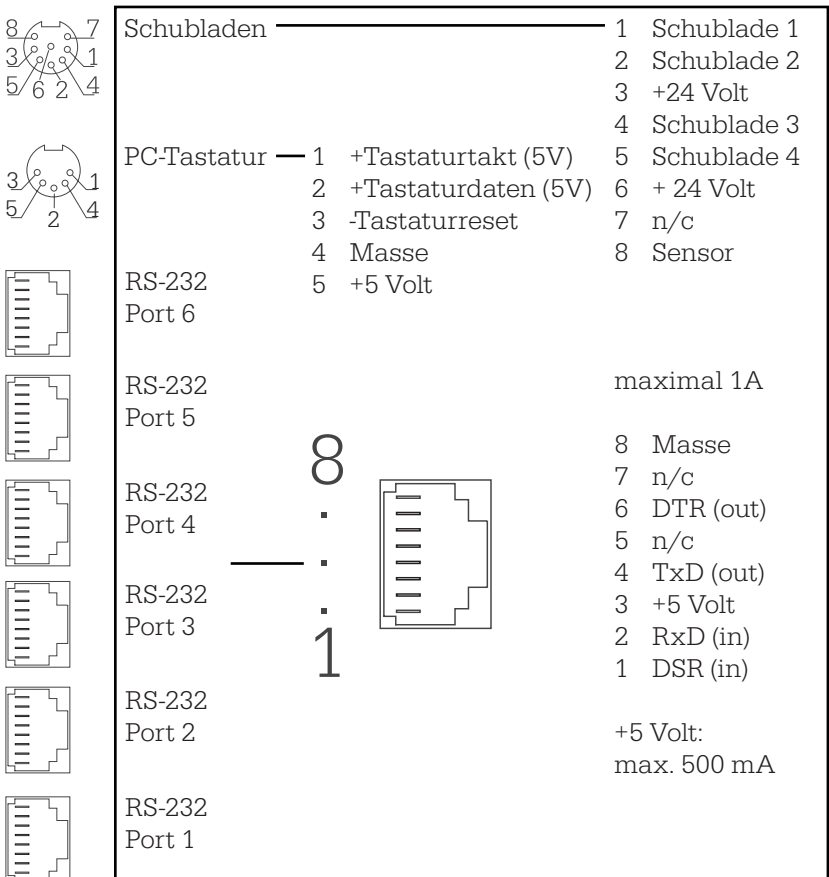 8 7
3 1
5 6 2 4
Schubladen
1 Schublade 1
2 Schublade 2
3 +24 Volt
4 Schublade 3
5 Schublade 4
6 + 24 Volt
7 n/c
8 Sensor
3 1
5 2 4
PC-Tastatur
1 +Tastaturtakt (5V)
2 +Tastaturdaten (5V)
3 -Tastaturreset
4 Masse
5 +5 Volt
RS-232
Port 6
RS-232
Port 5
RS-232
Port 4
RS-232
Port 3
RS-232
Port 2
RS-232
Port 1
8
.
.
.
1
maximal 1A
8 Masse
7 n/c
6 DTR (out)
5 n/c
4 TxD (out)
3 +5 Volt
2 RxD (in)
1 DSR (in)
+5 Volt:
max. 500 mA